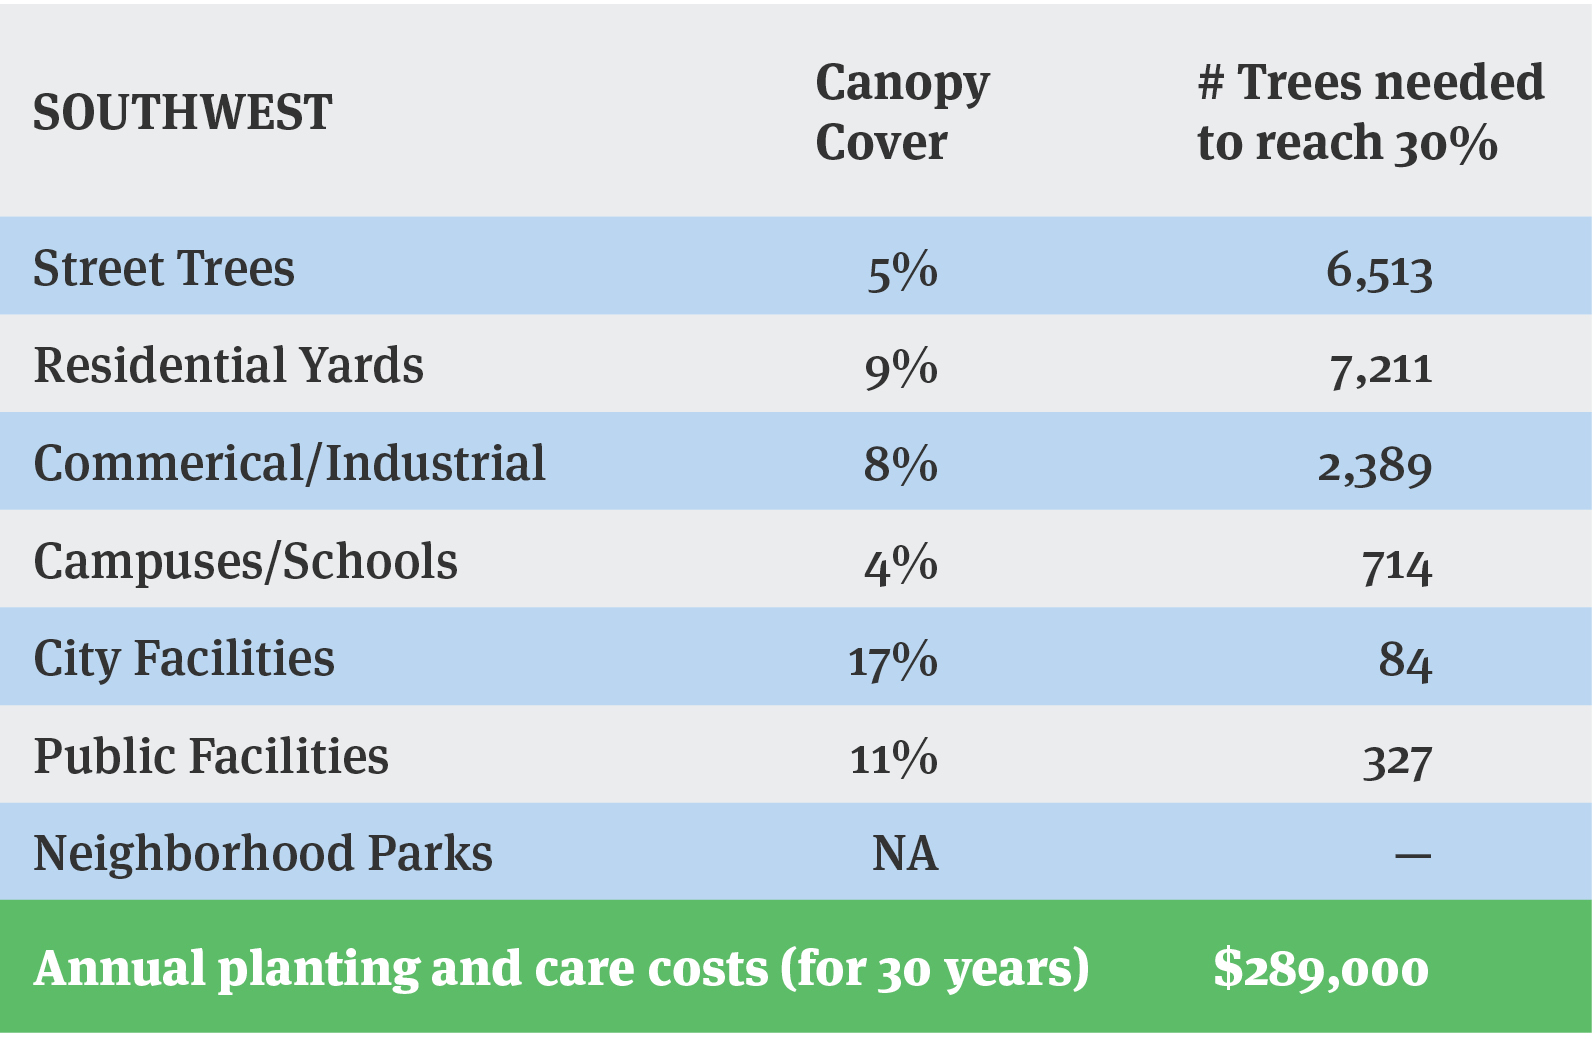 SOUTHWEST Canopy Cover # Trees needed to reach 30%
Street Trees 5% 6,513
Residential Yards 9% 7,211
Commerical/Industrial 8% 2,389
Campuses/Schools 4% 714
City Facilities 17% 84
Public Facilities 11% 327
Neighborhood Parks NA —
Annual planting and care costs (for 30 years) $289,000